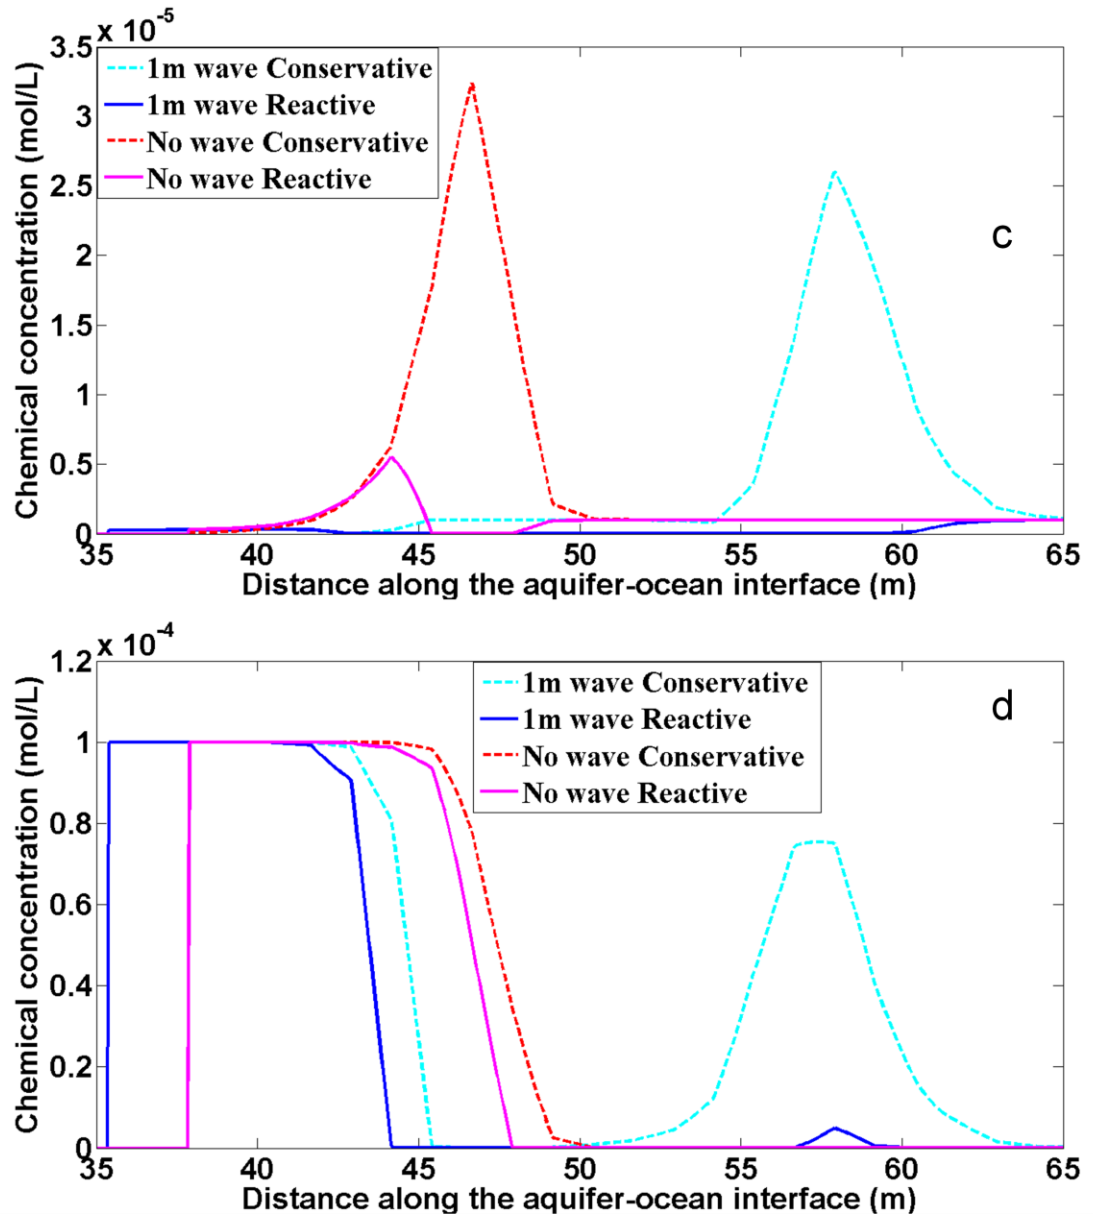 x 10-5
3.5
3
2.5
2
1.5
1
0.5
0
Chemical concentration (mol/L)
1m wave Conservative
1m wave Reactive
No wave Conservative
No wave Reactive
c
35 40 45 50 55 60 65
Distance along the aquifer-ocean interface (m)
x 10-4
1.2
1
0.8
0.6
0.4
0.2
0
Chemical concentration (mol/L)
1m wave Conservative
1m wave Reactive
No wave Conservative
No wave Reactive
d
35 40 45 50 55 60 65
Distance along the aquifer-ocean interface (m)